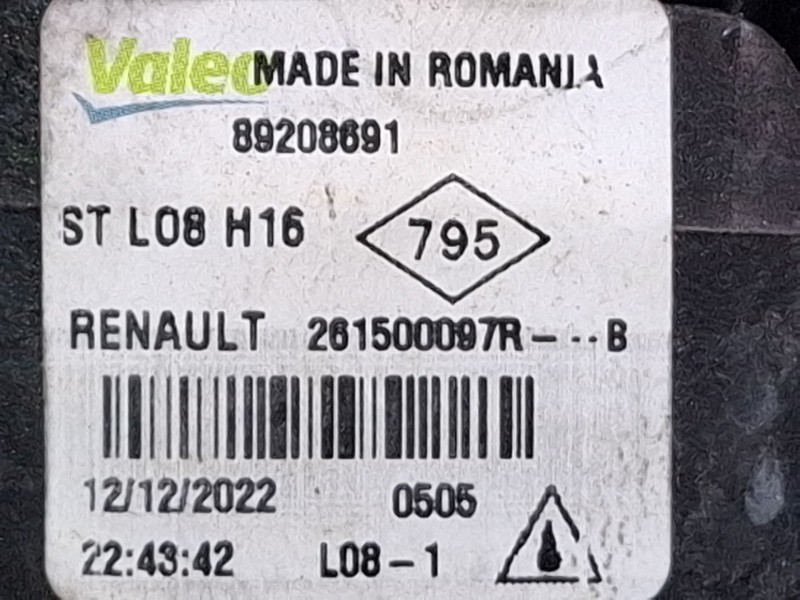 Valeo MADE IN ROMANIA
89208691
ST L08 H16 795
RENAULT 261500097R--··B
12/12/2022 0505
22:43:42 L08-1